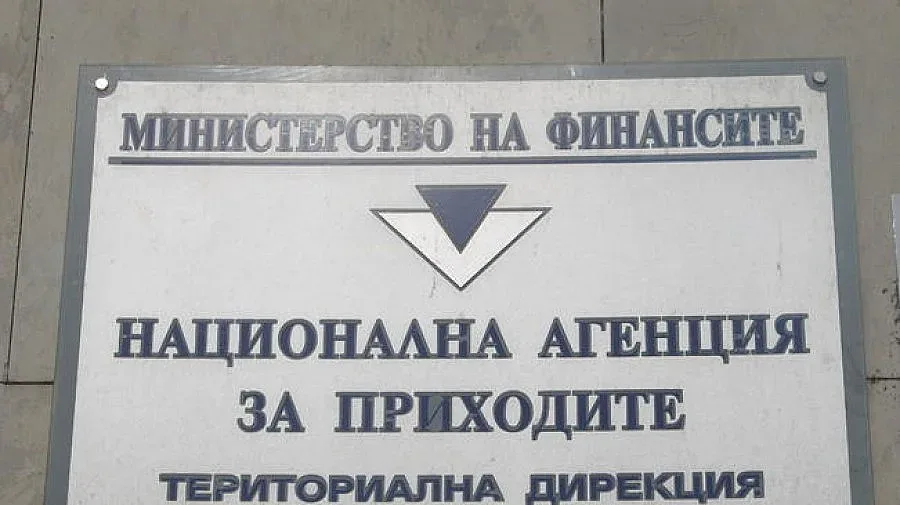 МИНИСТЕРСТВО НА ФИНАНСИТЕ
НАЦИОНАЛНА АГЕНЦИЯ
ЗА ПРИХОДИТЕ
ТЕРИТОРИАЛНА ДИРЕКЦИЯ